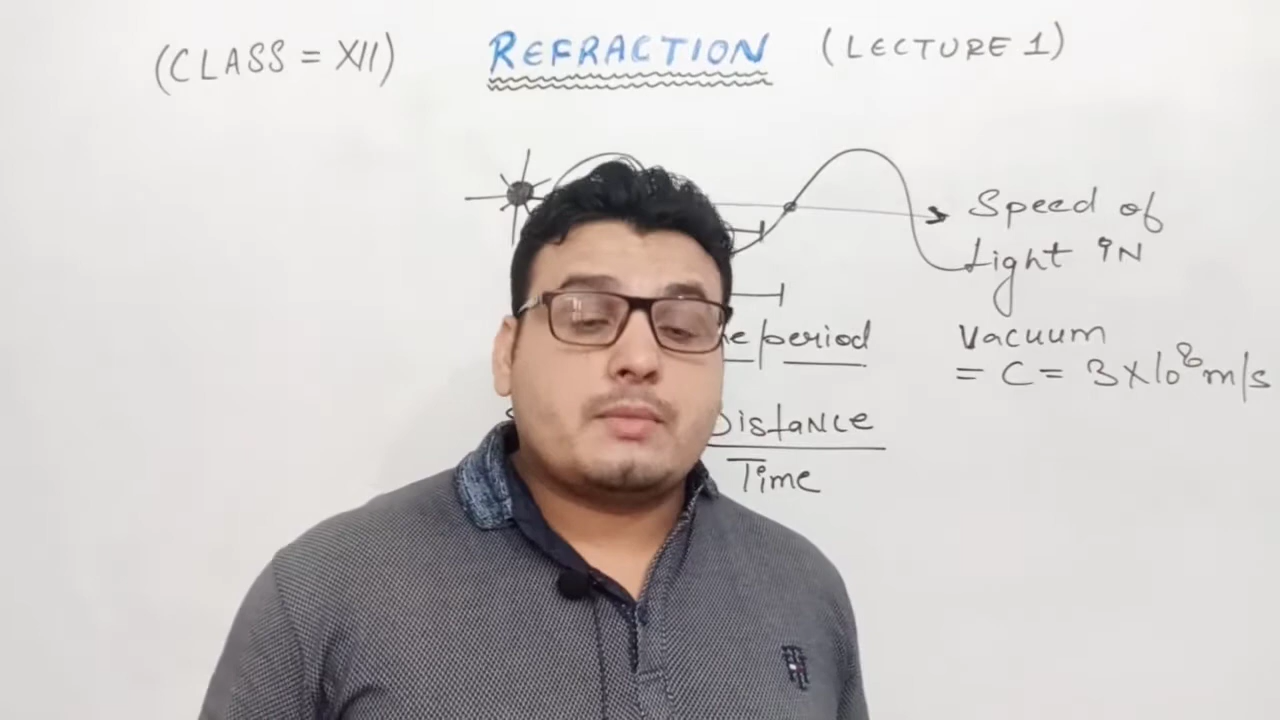 (CLASS = XII) REFRACTION (LECTURE 1)
Speed of
Light iN
Vacuum
= C = 3 X 10⁸ m/s
period
Distance
Time